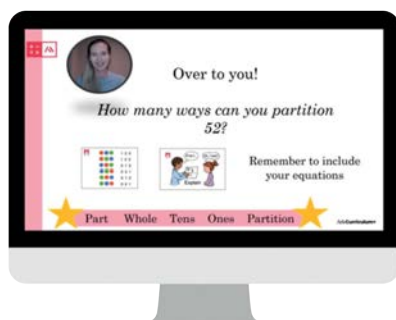 Over to you!
How many ways can you partition
52?
Remember to include
your equations
Explain
Part Whole Tens Ones Partition